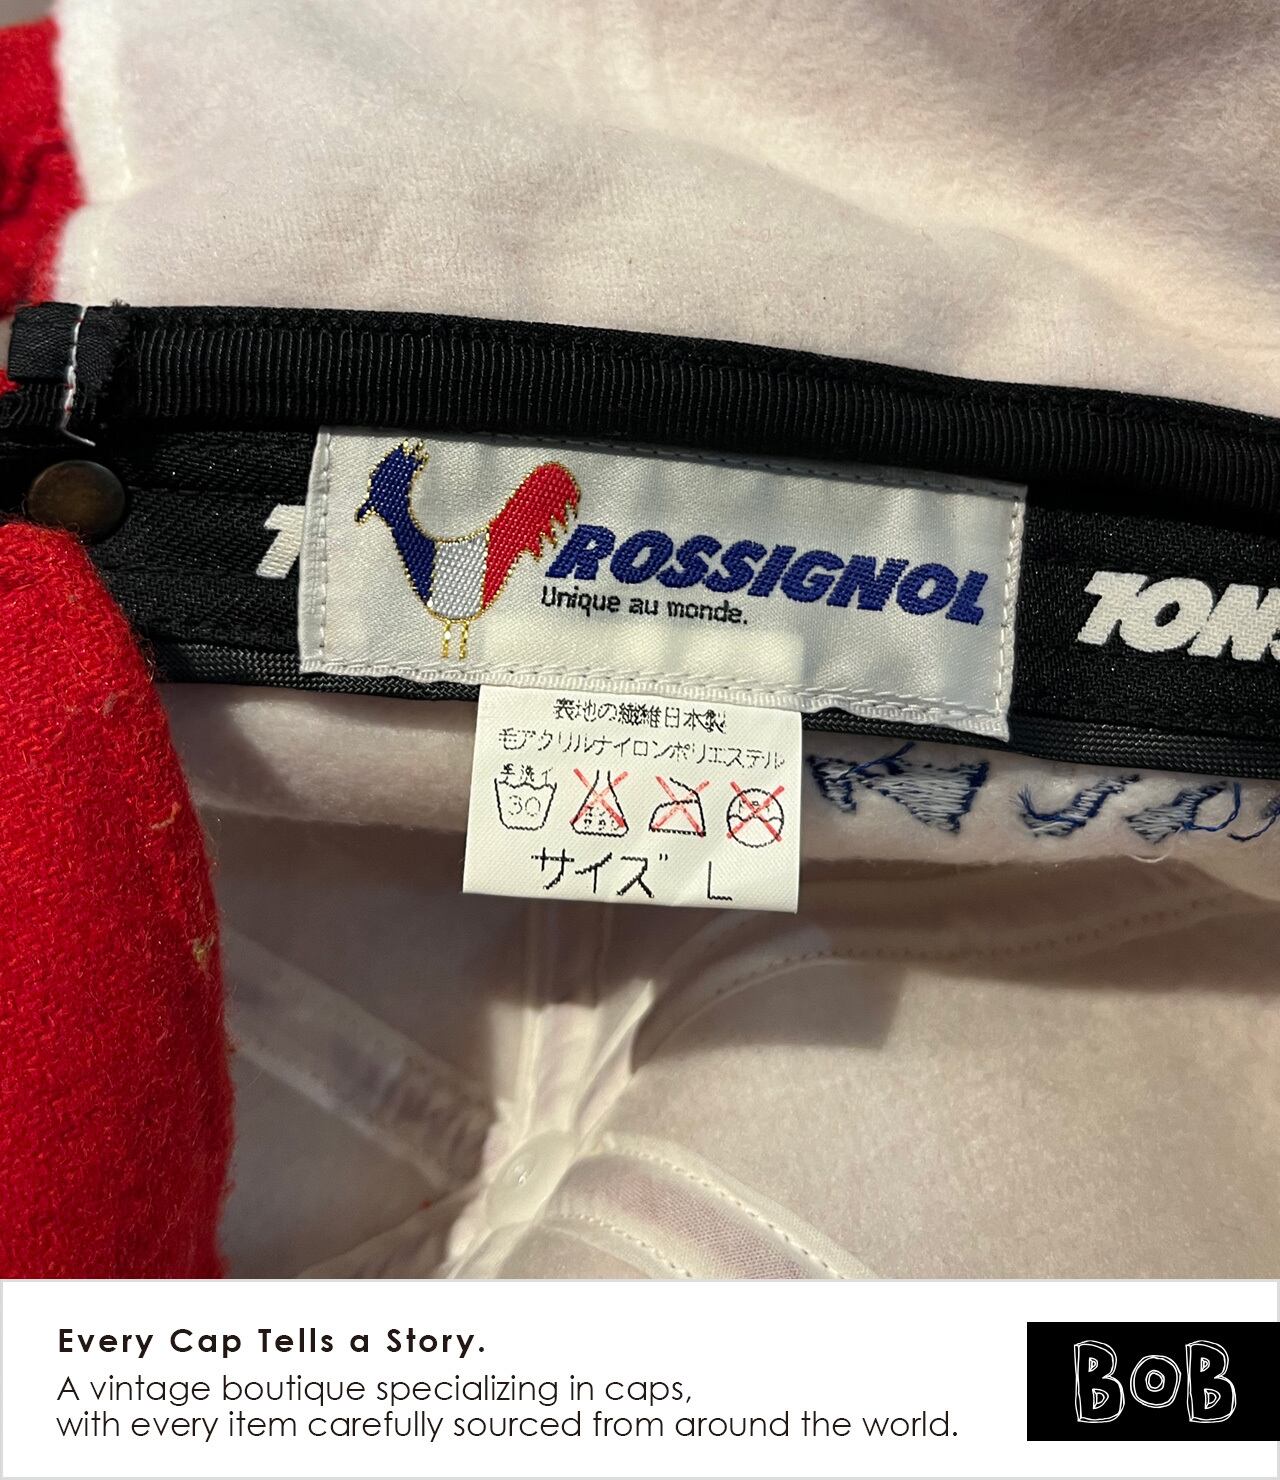 ROSSIGNOL
Unique au monde.
TONS
表地の繊維日本製
毛アクリルナイロンポリエステル
手洗イ
30
サイズ L
Every Cap Tells a Story.
A vintage boutique specializing in caps,
with every item carefully sourced from around the world.
BOB